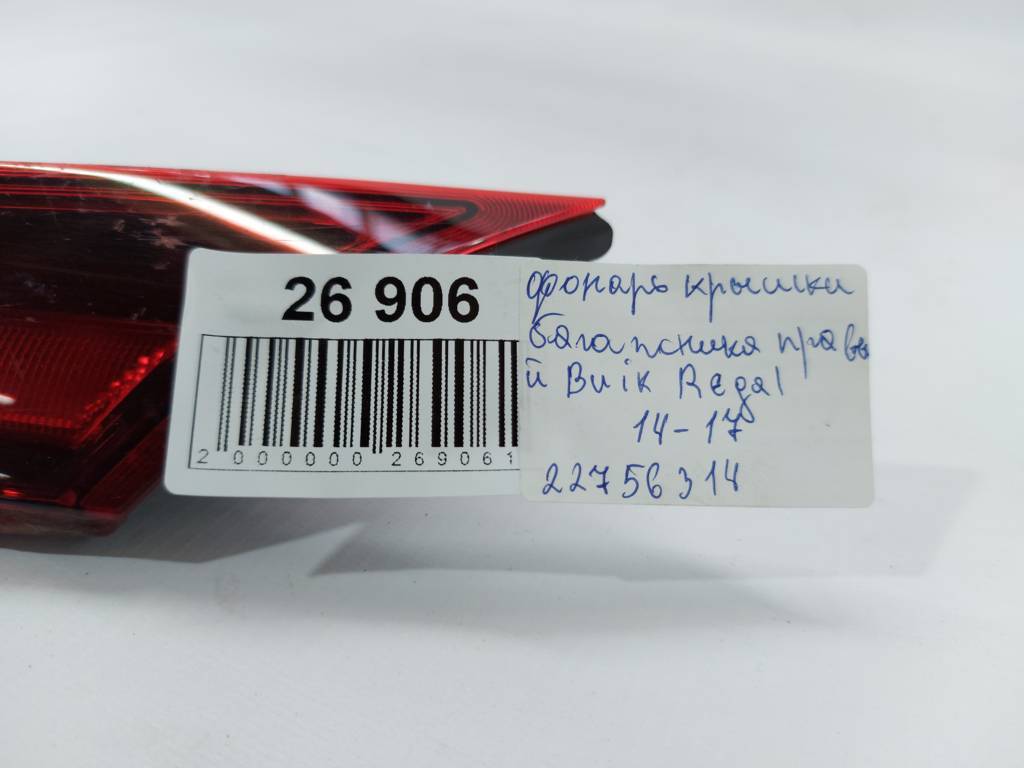 26 906
2 000000 269061
фонарь крышки
багажника правы
й Buik Regal
14-17
22756314